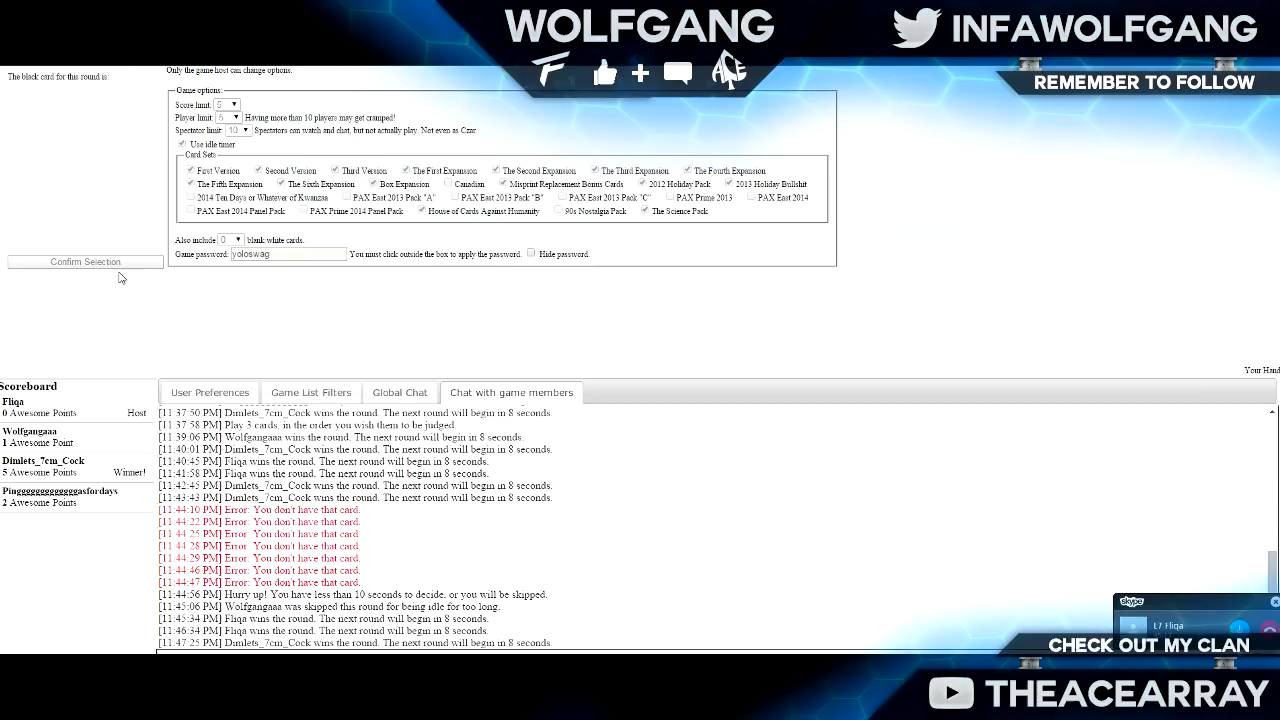 WOLFGANG
INFAWOLFGANG
REMEMBER TO FOLLOW
The black card for this round is:
Only the game host can change options.
Game options:
Score limit: 5
Player limit: 5 Having more than 10 players may get cramped!
Spectator limit: 10 Spectators can watch and chat, but not actually play. Not even as Czar.
Use idle timer
Card Sets
First Version Second Version Third Version The First Expansion The Second Expansion The Third Expansion The Fourth Expansion
The Fifth Expansion The Sixth Expansion Box Expansion Canadian Misprint Replacement Bonus Cards 2012 Holiday Pack 2013 Holiday Bullshit
2014 Ten Days or Whatever of Kwanzaa PAX East 2013 Pack "A" PAX East 2013 Pack "B" PAX East 2013 Pack "C" PAX Prime 2013 PAX East 2014
PAX East 2014 Panel Pack PAX Prime 2014 Panel Pack House of Cards Against Humanity 90s Nostalgia Pack The Science Pack
Also include 0 blank white cards.
Game password: yoloswag You must click outside the box to apply the password. Hide password.
Confirm Selection
Your Hand
Scoreboard
Fliqa
0 Awesome Points Host
Wolfgangaaa
1 Awesome Point
Dimlets_7cm_Cock
5 Awesome Points Winner!
2 Awesome Points
User Preferences Game List Filters Global Chat Chat with game members
[11:37:50 PM] Dimlets_7cm_Cock wins the round. The next round will begin in 8 seconds.
[11:37:58 PM] Play 3 cards, in the order you wish them to be judged.
[11:39:06 PM] Wolfgangaaa wins the round. The next round will begin in 8 seconds.
[11:40:01 PM] Dimlets_7cm_Cock wins the round. The next round will begin in 8 seconds.
[11:40:45 PM] Fliqa wins the round. The next round will begin in 8 seconds.
[11:41:58 PM] Fliqa wins the round. The next round will begin in 8 seconds.
[11:42:45 PM] Dimlets_7cm_Cock wins the round. The next round will begin in 8 seconds.
[11:43:43 PM] Dimlets_7cm_Cock wins the round. The next round will begin in 8 seconds.
[11:44:10 PM] Error: You don't have that card.
[11:44:22 PM] Error: You don't have that card.
[11:44:25 PM] Error: You don't have that card.
[11:44:28 PM] Error: You don't have that card.
[11:44:29 PM] Error: You don't have that card.
[11:44:46 PM] Error: You don't have that card.
[11:44:47 PM] Error: You don't have that card.
[11:44:56 PM] Hurry up! You have less than 10 seconds to decide, or you will be skipped.
[11:45:06 PM] Wolfgangaaa was skipped this round for being idle for too long.
[11:45:34 PM] Fliqa wins the round. The next round will begin in 8 seconds.
[11:46:34 PM] Fliqa wins the round. The next round will begin in 8 seconds.
[11:47:25 PM] Dimlets_7cm_Cock wins the round. The next round will begin in 8 seconds.
skype
Fliqa
CHECK OUT MY CLAN
THEACEARRAY